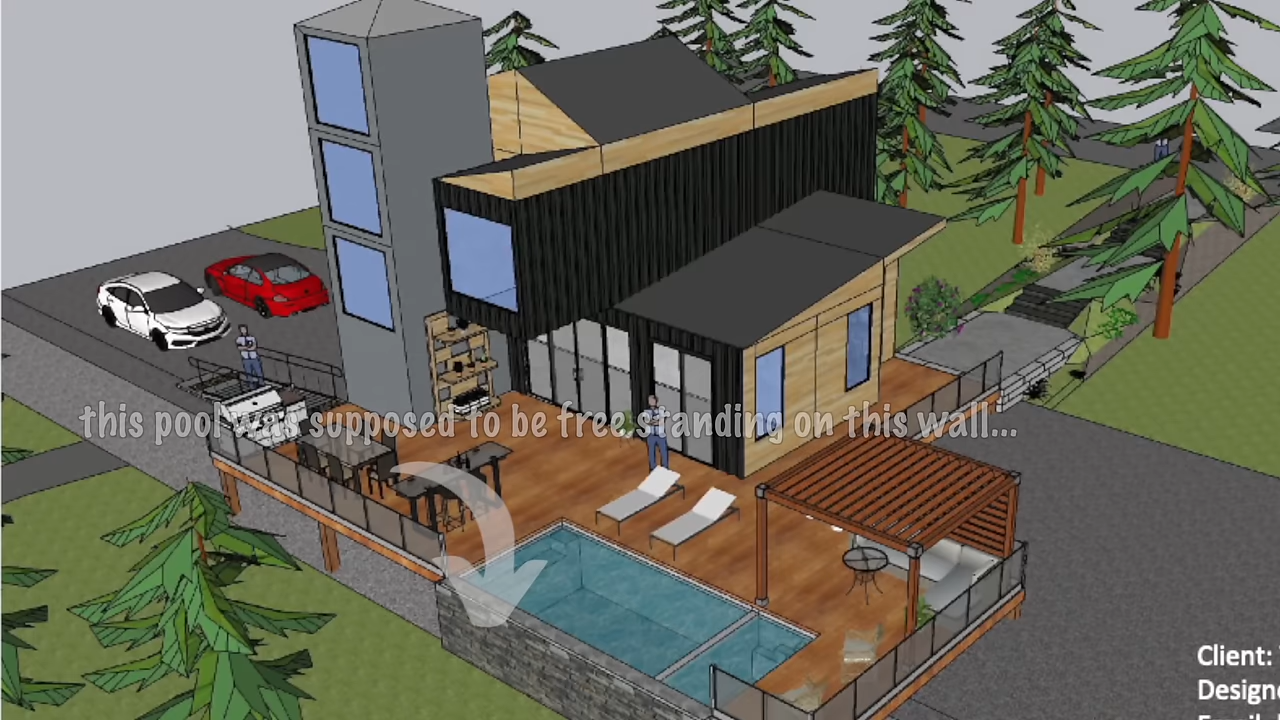 this pool was supposed to be free standing on this wall...
Client:
Designe